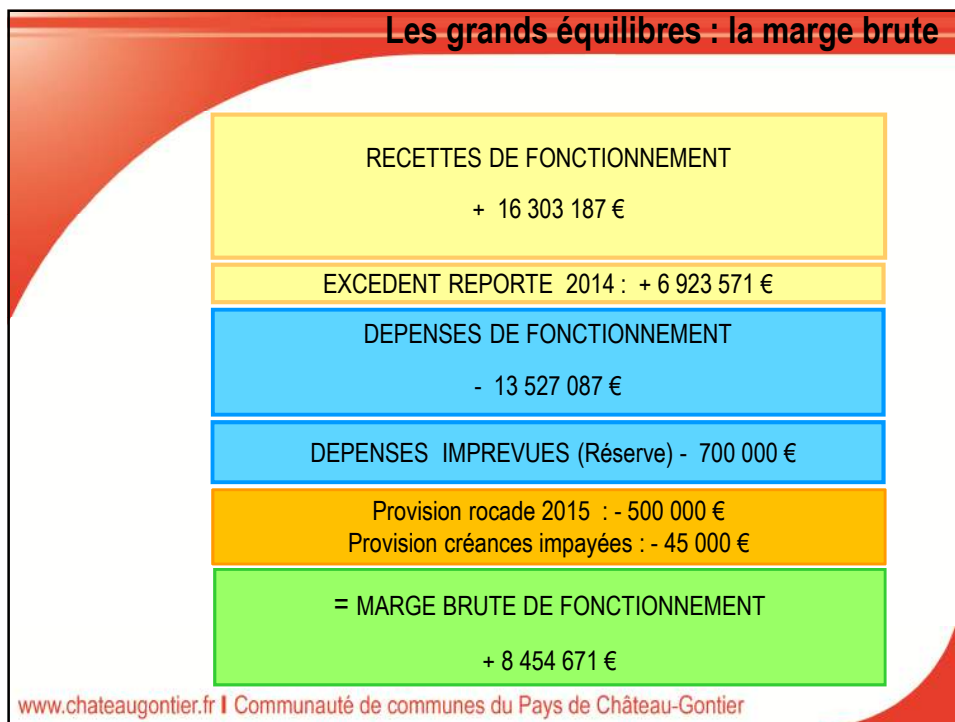 Les grands équilibres : la marge brute
RECETTES DE FONCTIONNEMENT
+ 16 303 187 €
EXCEDENT REPORTE 2014 : + 6 923 571 €
DEPENSES DE FONCTIONNEMENT
- 13 527 087 €
DEPENSES IMPREVUES (Réserve) - 700 000 €
Provision rocade 2015 : - 500 000 €
Provision créances impayées : - 45 000 €
= MARGE BRUTE DE FONCTIONNEMENT
+ 8 454 671 €
www.chateaugontier.fr I Communauté de communes du Pays de Château-Gontier